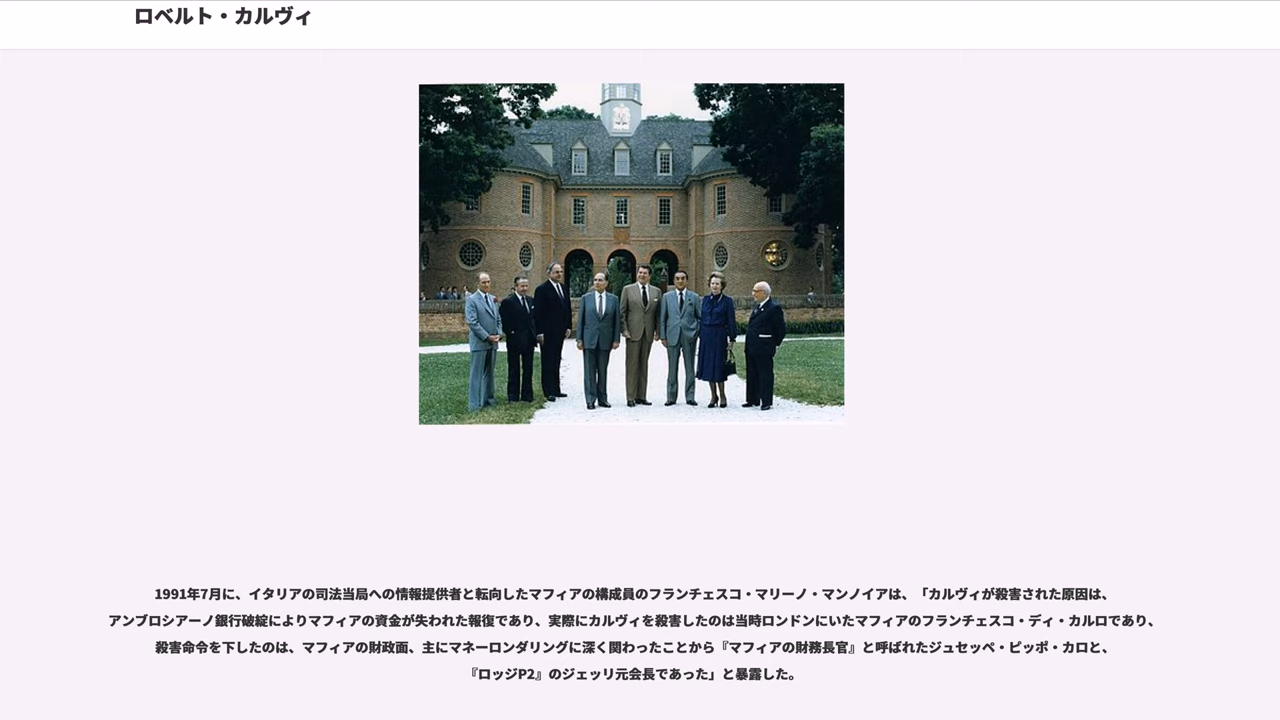 ロベルト・カルヴィ
1991年7月に、イタリアの司法当局への情報提供者と転向したマフィアの構成員のフランチェスコ・マリーノ・マンノイアは、「カルヴィが殺害された原因は、
アンブロシアーノ銀行破綻によりマフィアの資金が失われた報復であり、実際にカルヴィを殺害したのは当時ロンドンにいたマフィアのフランチェスコ・ディ・カルロであり、
殺害命令を下したのは、マフィアの財政面、主にマネーロンダリングに深く関わったことから『マフィアの財務長官』と呼ばれたジュセッペ・ピッポ・カロと、
『ロッジP2』のジェッリ元会長であった」と暴露した。